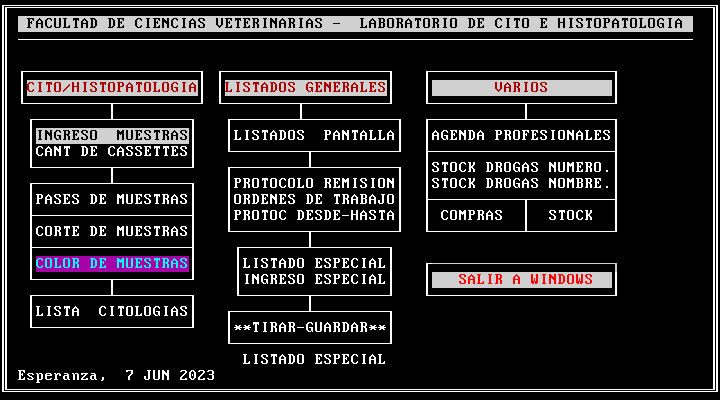 FACULTAD DE CIENCIAS VETERINARIAS - LABORATORIO DE CITO E HISTOPATOLOGIA
CITO/HISTOPATOLOGIA
INGRESO MUESTRAS
CANT DE CASSETTES
PASES DE MUESTRAS
CORTE DE MUESTRAS
COLOR DE MUESTRAS
LISTA CITOLOGIAS
LISTADOS GENERALES
LISTADOS PANTALLA
PROTOCOLO REMISION
ORDENES DE TRABAJO
PROTOC DESDE-HASTA
LISTADO ESPECIAL
INGRESO ESPECIAL
**TIRAR-GUARDAR**
LISTADO ESPECIAL
VARIOS
AGENDA PROFESIONALES
STOCK DROGAS NUMERO.
STOCK DROGAS NOMBRE.
COMPRAS STOCK
SALIR A WINDOWS
Esperanza, 7 JUN 2023